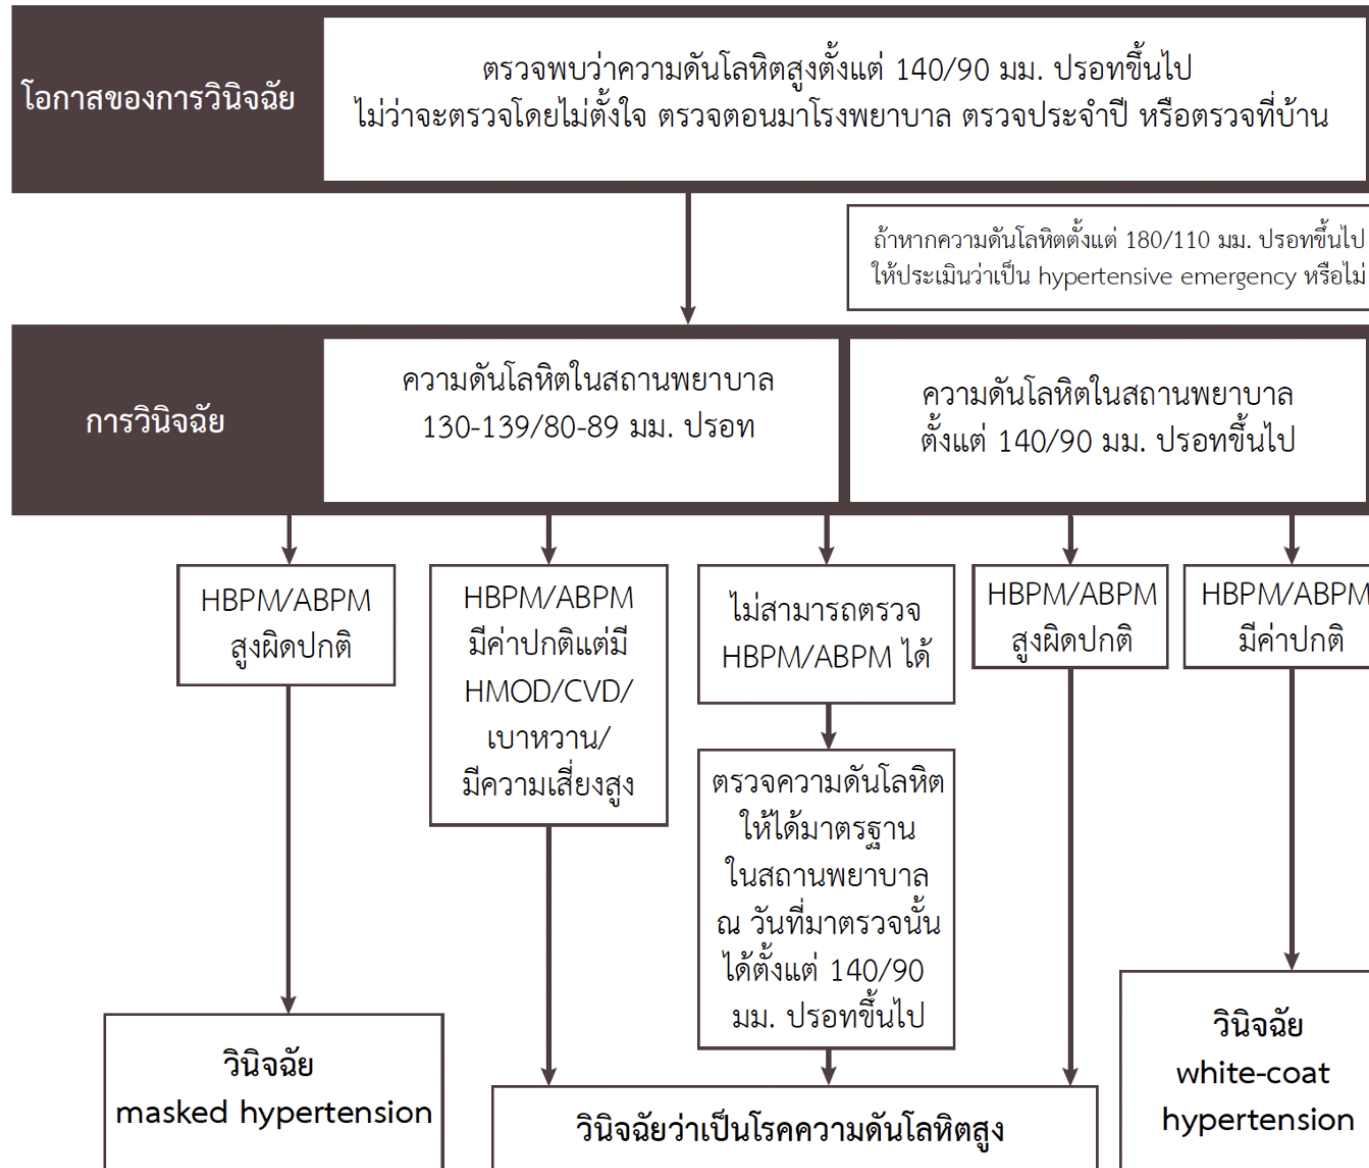 โอกาสของการวินิจฉัย
ตรวจพบว่าความดันโลหิตสูงตั้งแต่ 140/90 มม. ปรอทขึ้นไป
ไม่ว่าจะตรวจโดยไม่ตั้งใจ ตรวจตอนมาโรงพยาบาล ตรวจประจำปี หรือตรวจที่บ้าน
ถ้าหากความดันโลหิตตั้งแต่ 180/110 มม. ปรอทขึ้นไป
ให้ประเมินว่าเป็น hypertensive emergency หรือไม่
การวินิจฉัย
ความดันโลหิตในสถานพยาบาล
130-139/80-89 มม. ปรอท
ความดันโลหิตในสถานพยาบาล
ตั้งแต่ 140/90 มม. ปรอทขึ้นไป
HBPM/ABPM
สูงผิดปกติ
HBPM/ABPM
มีค่าปกติแต่มี
HMOD/CVD/
เบาหวาน/
มีความเสี่ยงสูง
ไม่สามารถตรวจ
HBPM/ABPM ได้
HBPM/ABPM
สูงผิดปกติ
HBPM/ABPM
มีค่าปกติ
ตรวจความดันโลหิต
ให้ได้มาตรฐาน
ในสถานพยาบาล
ณ วันที่มาตรวจนั้น
ได้ตั้งแต่ 140/90
มม. ปรอทขึ้นไป
วินิจฉัย
masked hypertension
วินิจฉัยว่าเป็นโรคความดันโลหิตสูง
วินิจฉัย
white-coat
hypertension